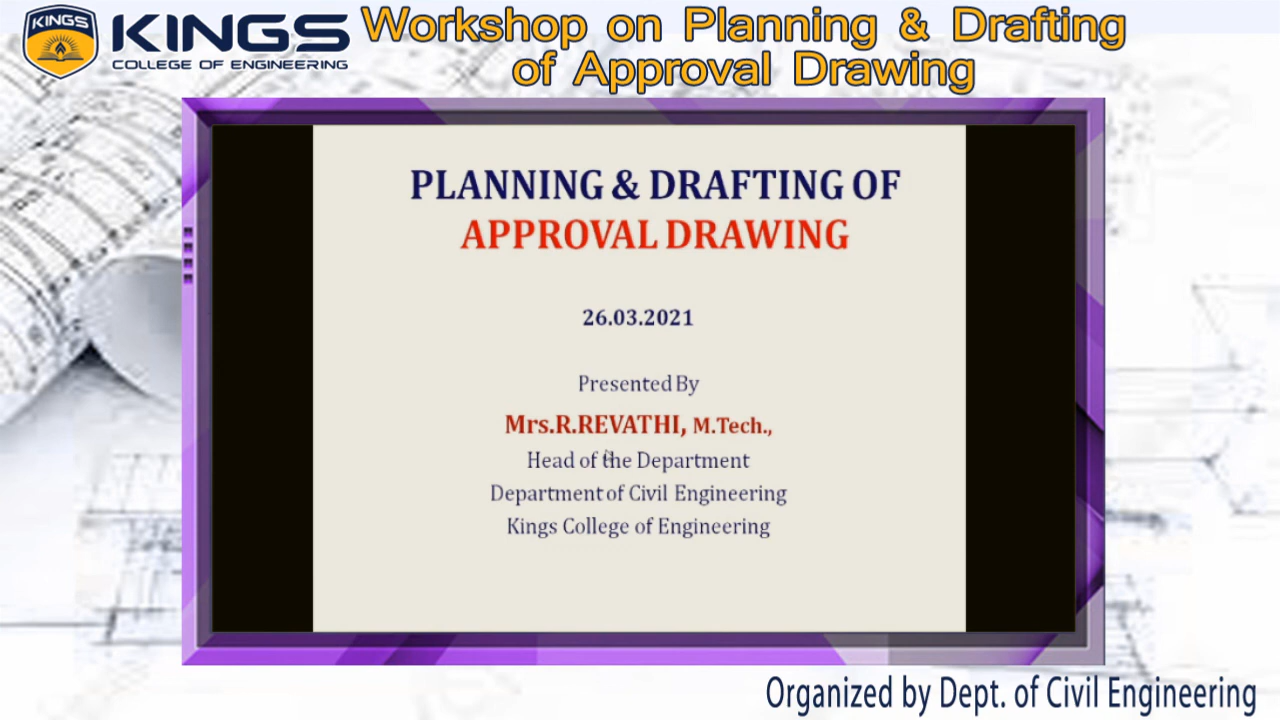 KINGS
KINGS
COLLEGE OF ENGINEERING
Workshop on Planning & Drafting
of Approval Drawing
PLANNING & DRAFTING OF
APPROVAL DRAWING
26.03.2021
Presented By
Mrs.R.REVATHI, M.Tech.,
Head of the Department
Department of Civil Engineering
Kings College of Engineering
Organized by Dept. of Civil Engineering